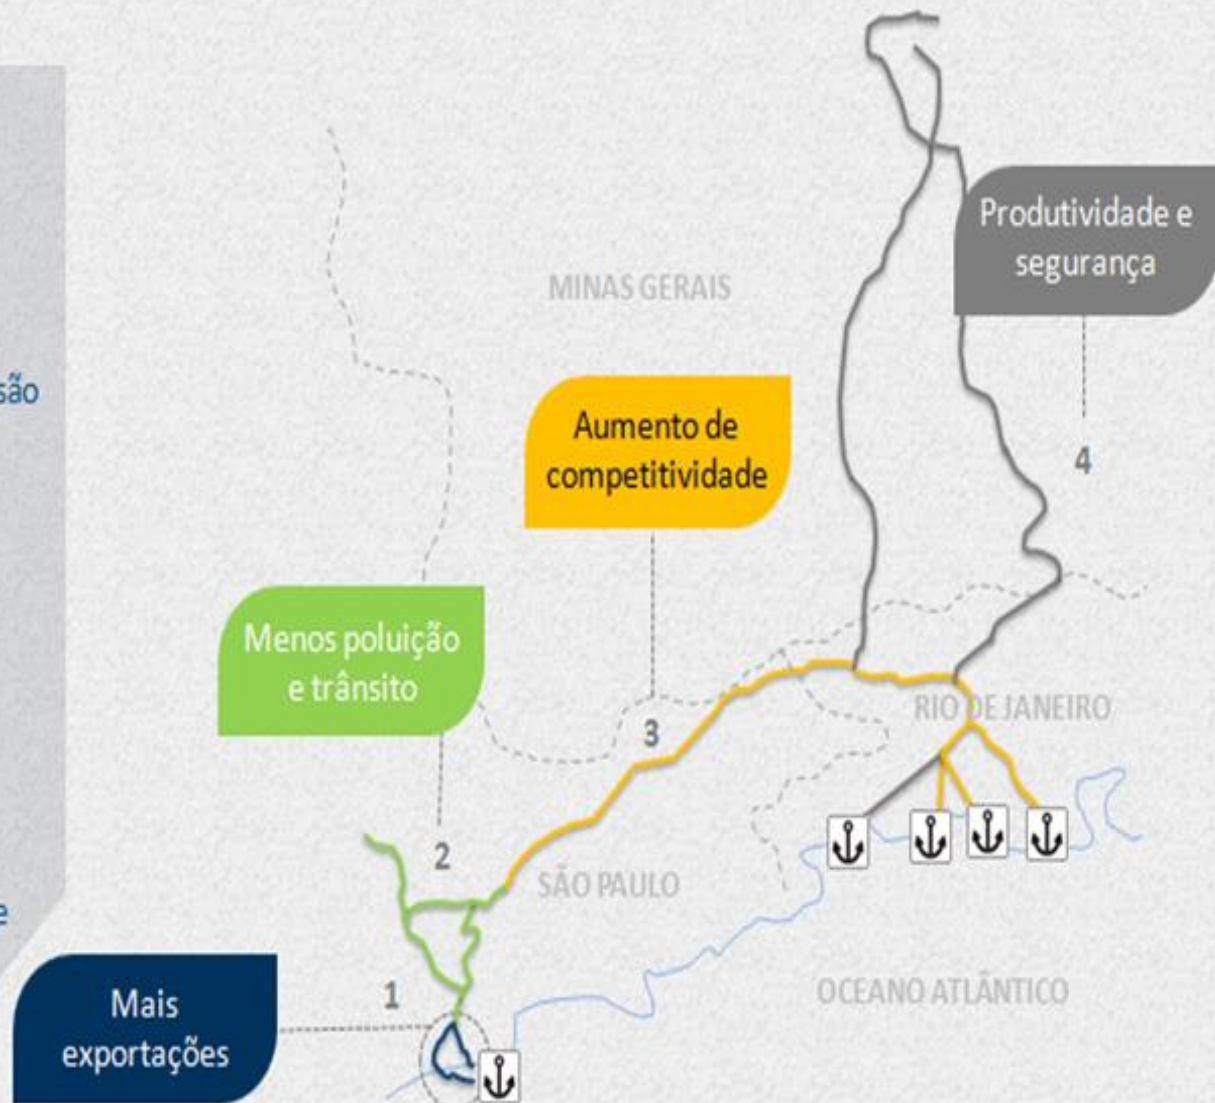 Produtividade e
segurança
MINAS GERAIS
são
Aumento de
competitividade
4
Menos poluição
e trânsito
3
RIO DE JANEIRO
2
SÃO PAULO
e
1
OCEANO ATLÂNTICO
Mais
exportações